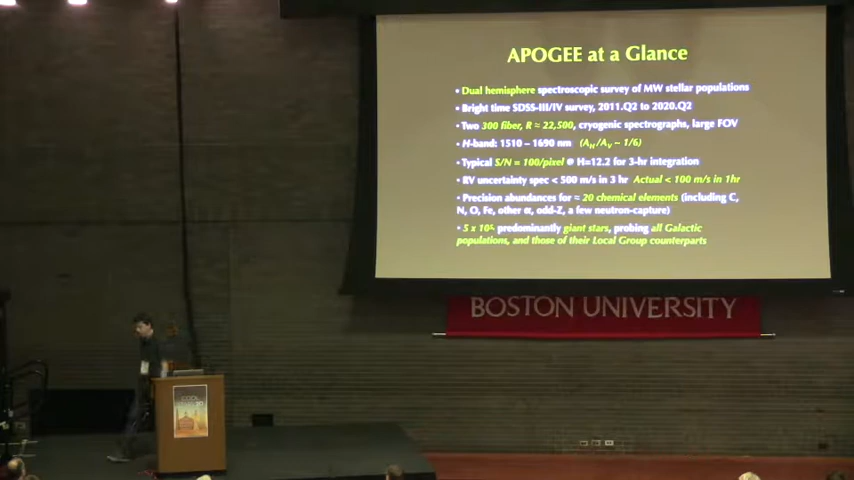 APOGEE at a Glance
• Dual hemisphere spectroscopic survey of MW stellar populations
• Bright time SDSS-III/IV survey, 2011.Q2 to 2020.Q2
• Two 300 fiber, R ≈ 22,500, cryogenic spectrographs, large FOV
• H-band: 1510 – 1690 nm (A_H/A_V ~ 1/6)
• Typical S/N = 100/pixel @ H=12.2 for 3-hr integration
• RV uncertainty spec < 500 m/s in 3 hr Actual < 100 m/s in 1hr
• Precision abundances for ≈ 20 chemical elements (including C,
N, O, Fe, other α, odd-Z, a few neutron-capture)
• 5 x 10⁵ predominantly giant stars, probing all Galactic
populations, and those of their Local Group counterparts
BOSTON UNIVERSITY